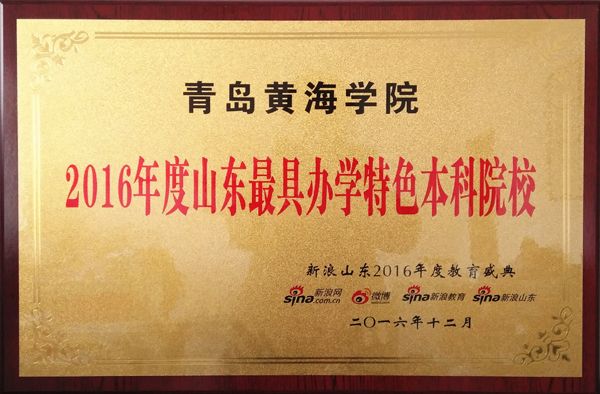 青岛黄海学院
2016年度山东最具办学特色本科院校
新浪山东2016年度教育盛典
sina新浪网 .com.cn 微博 sina新浪教育 sina新浪山东
二〇一六年十二月